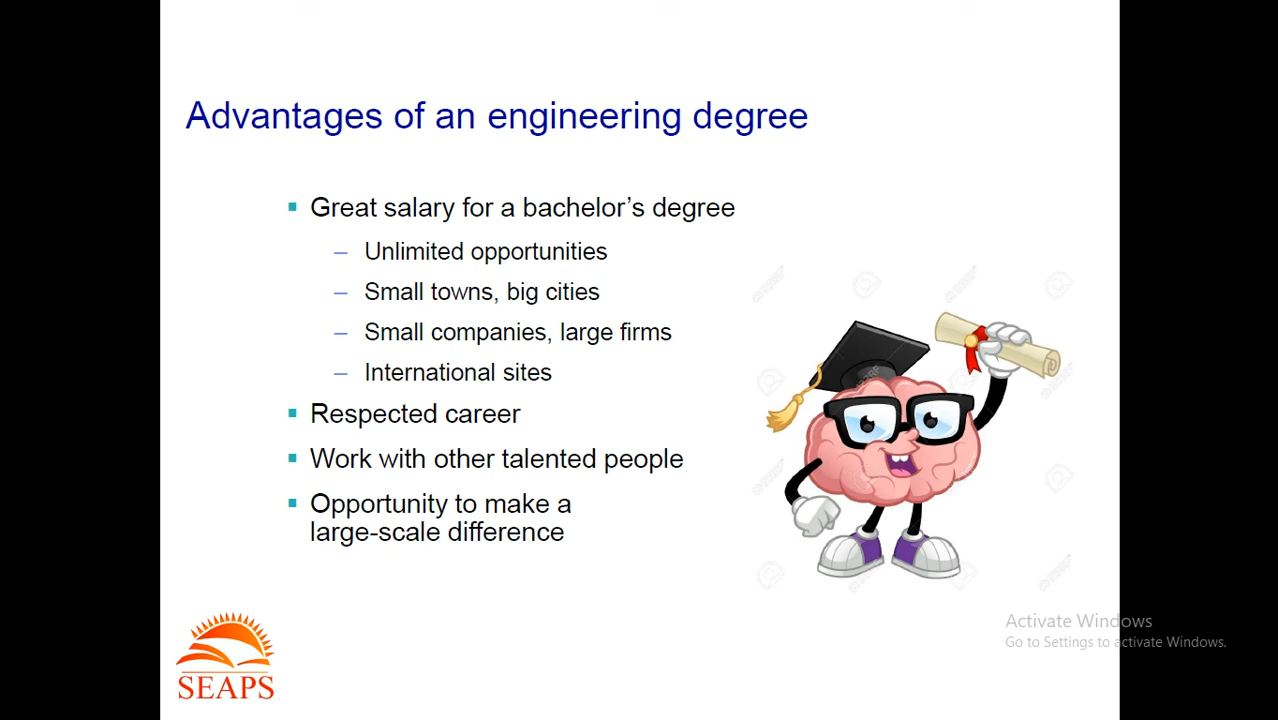 Advantages of an engineering degree
Great salary for a bachelor's degree
– Unlimited opportunities
– Small towns, big cities
– Small companies, large firms
– International sites
Respected career
Work with other talented people
Opportunity to make a
large-scale difference
Activate Windows
Go to Settings to activate Windows.
SEAPS